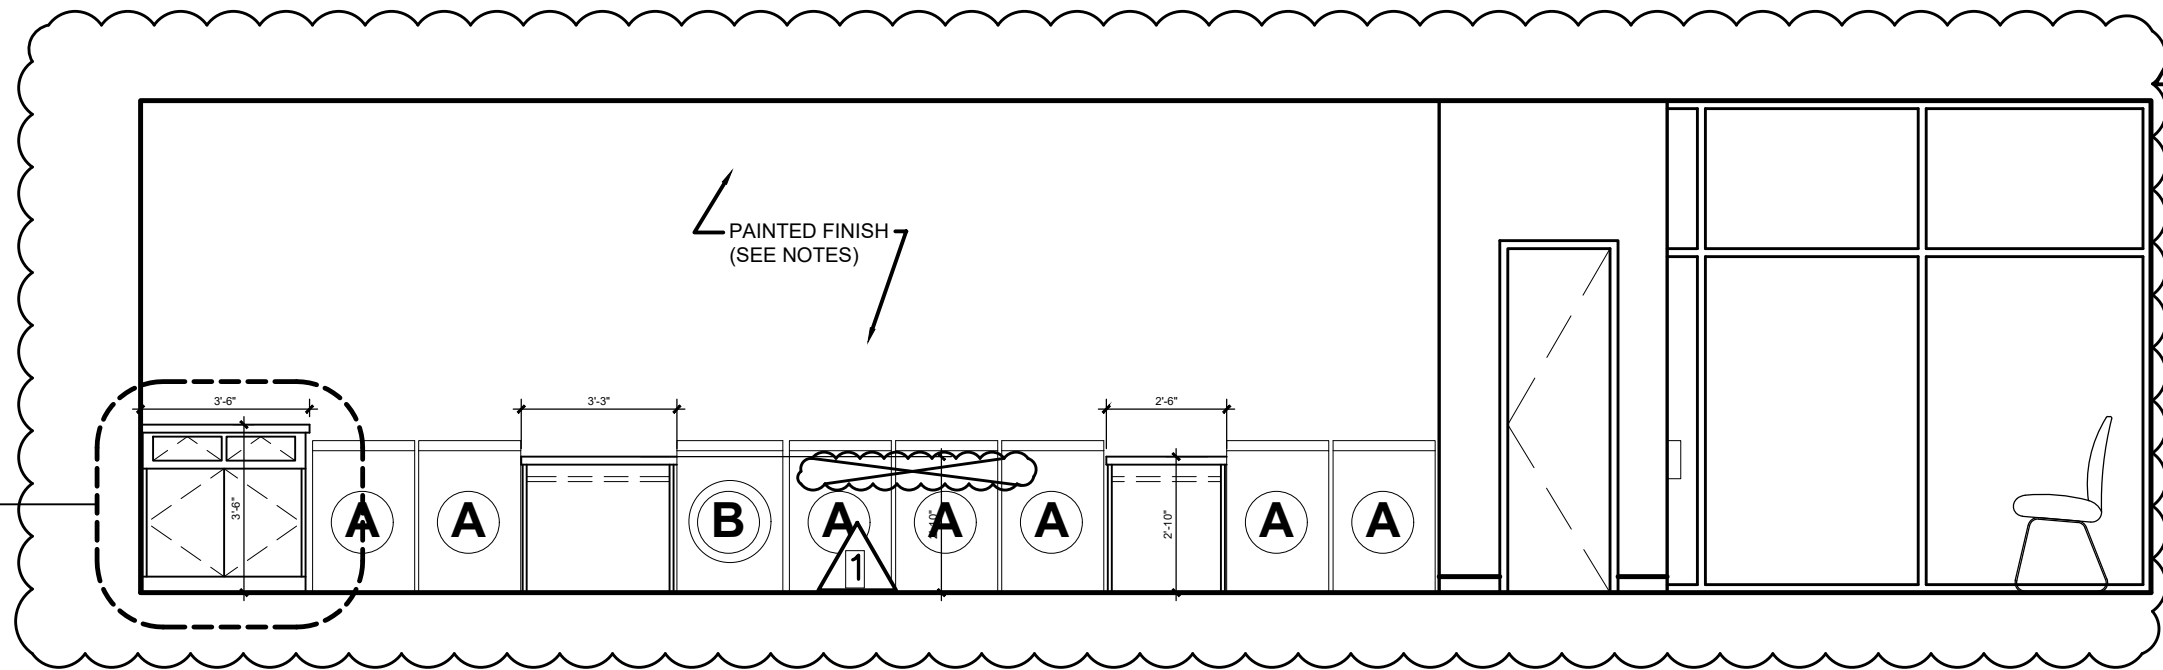 PAINTED FINISH
(SEE NOTES)
3'-6"
3'-3"
2'-6"
3'-6"
A
A
B
A
A
A
2'-10"
A
A
1